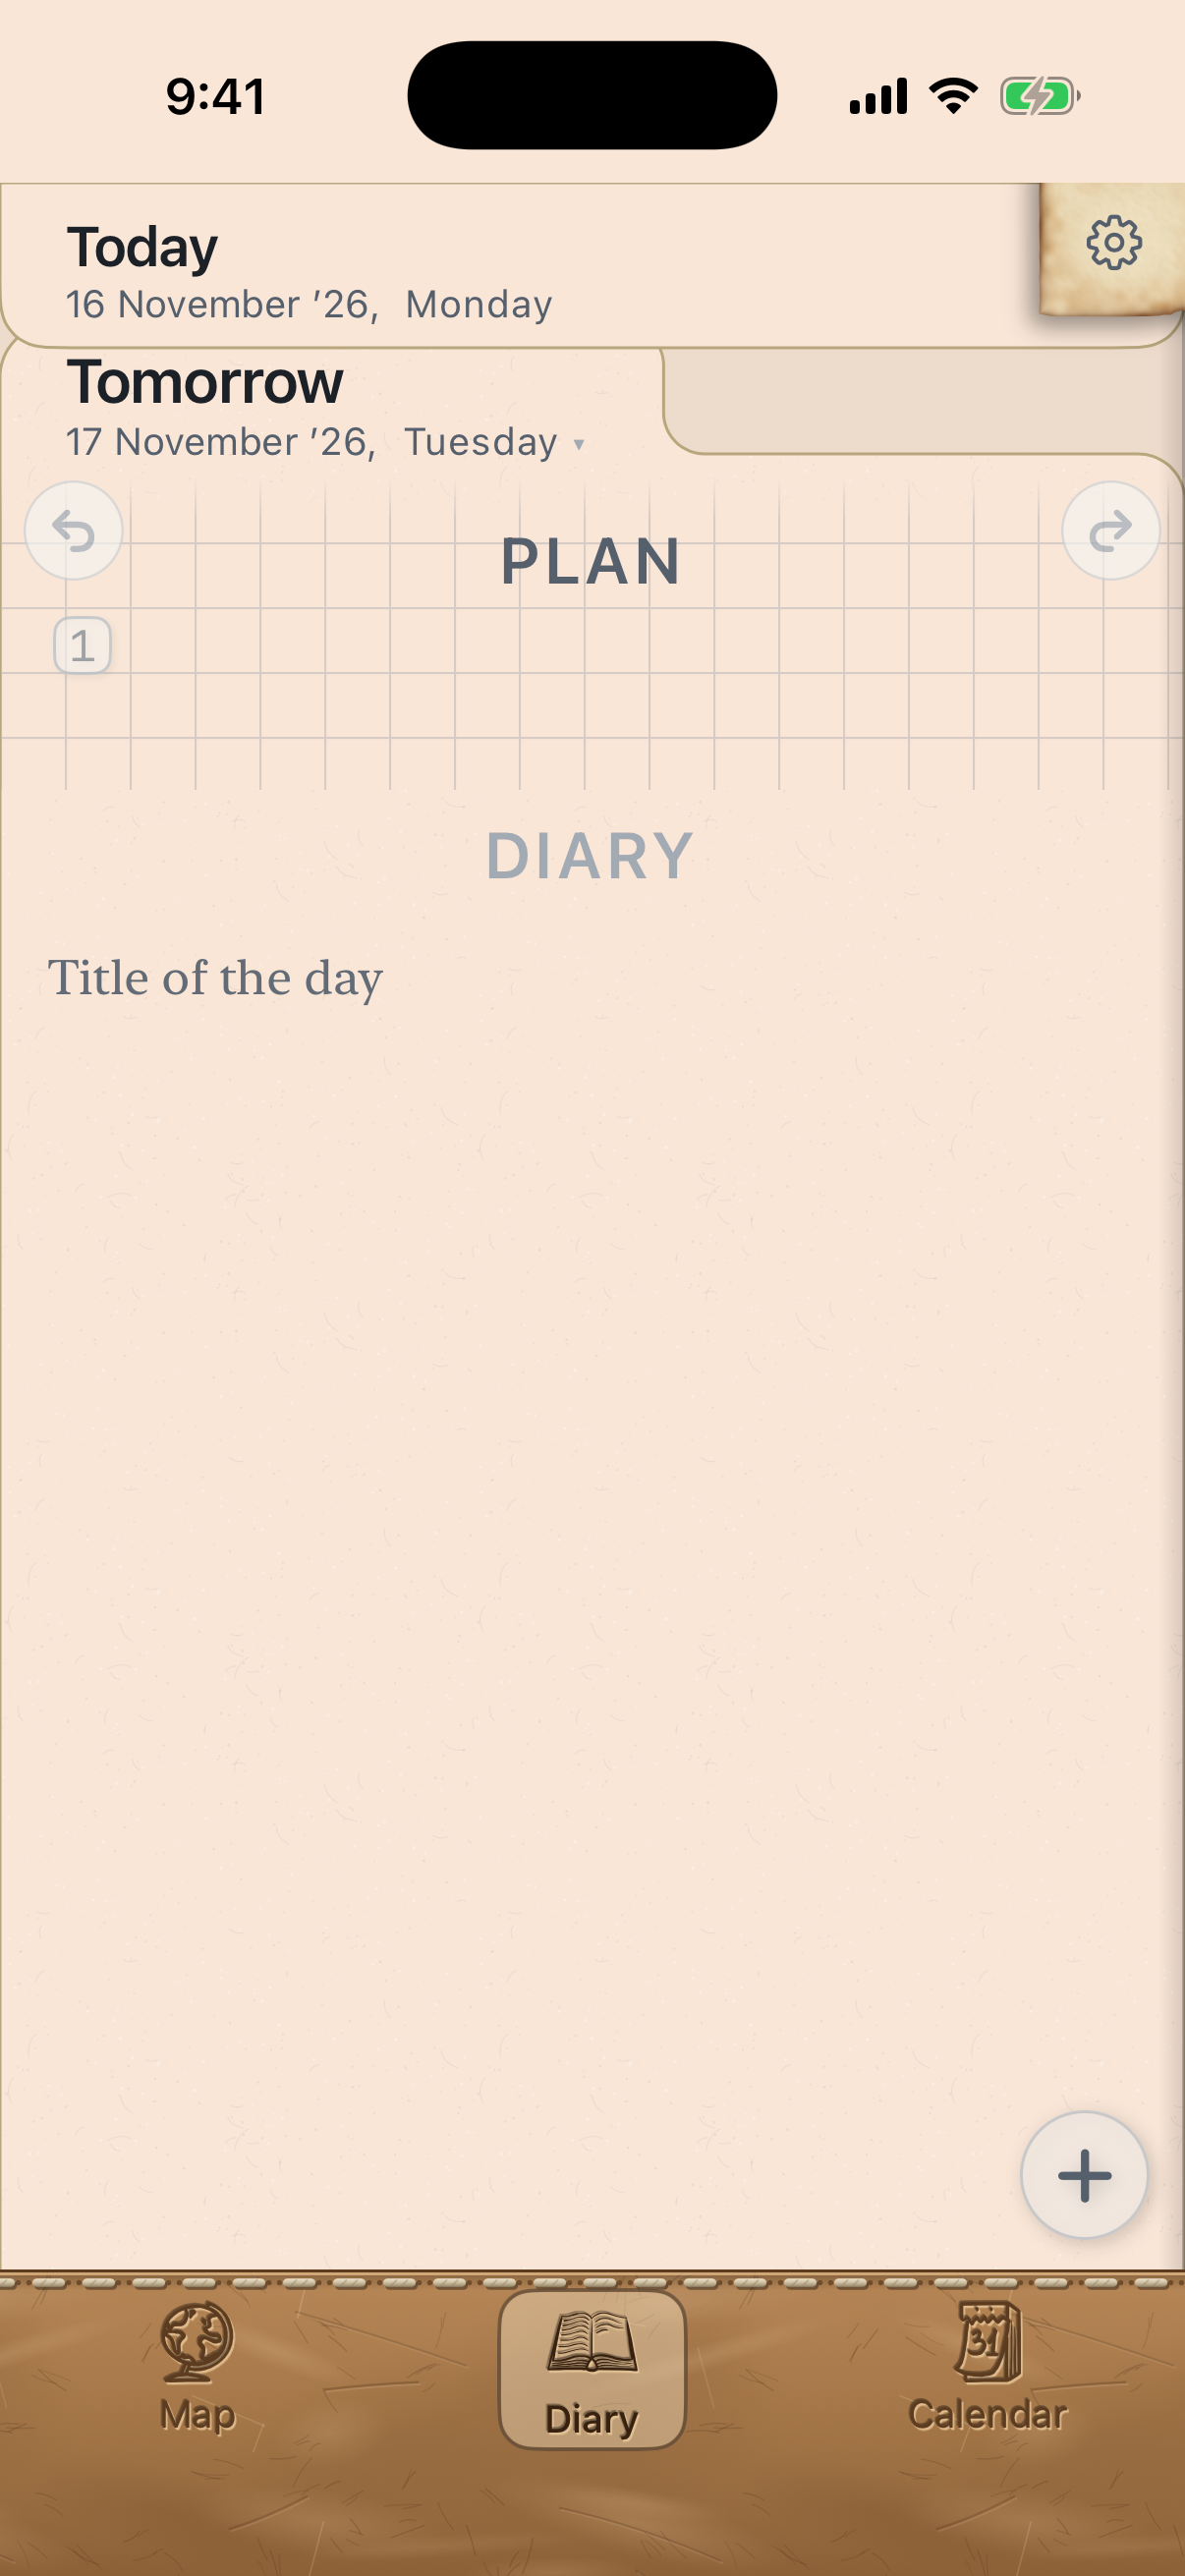 9:41
Today
16 November ’26, Monday
Tomorrow
17 November ’26, Tuesday ▾
PLAN
1
DIARY
Title of the day
31
Map
Diary
Calendar